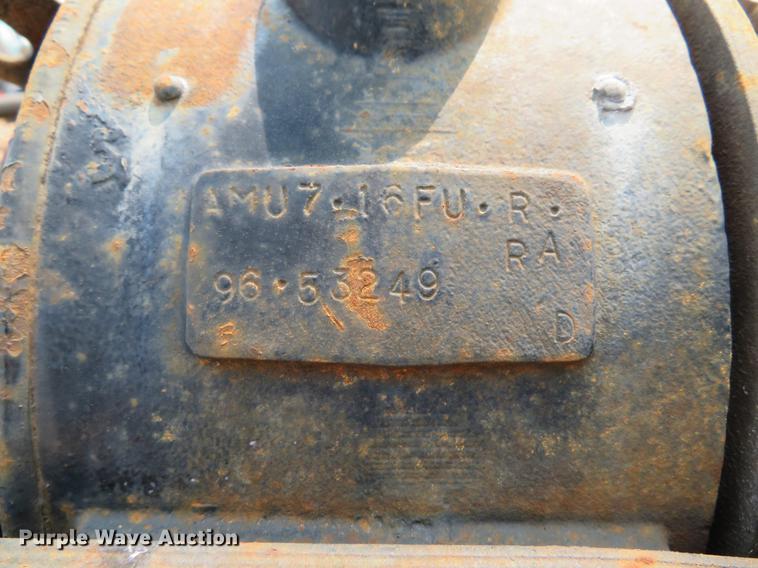 AMU7·16FU·R·
RA
96·53249
F D
Purple Wave Auction